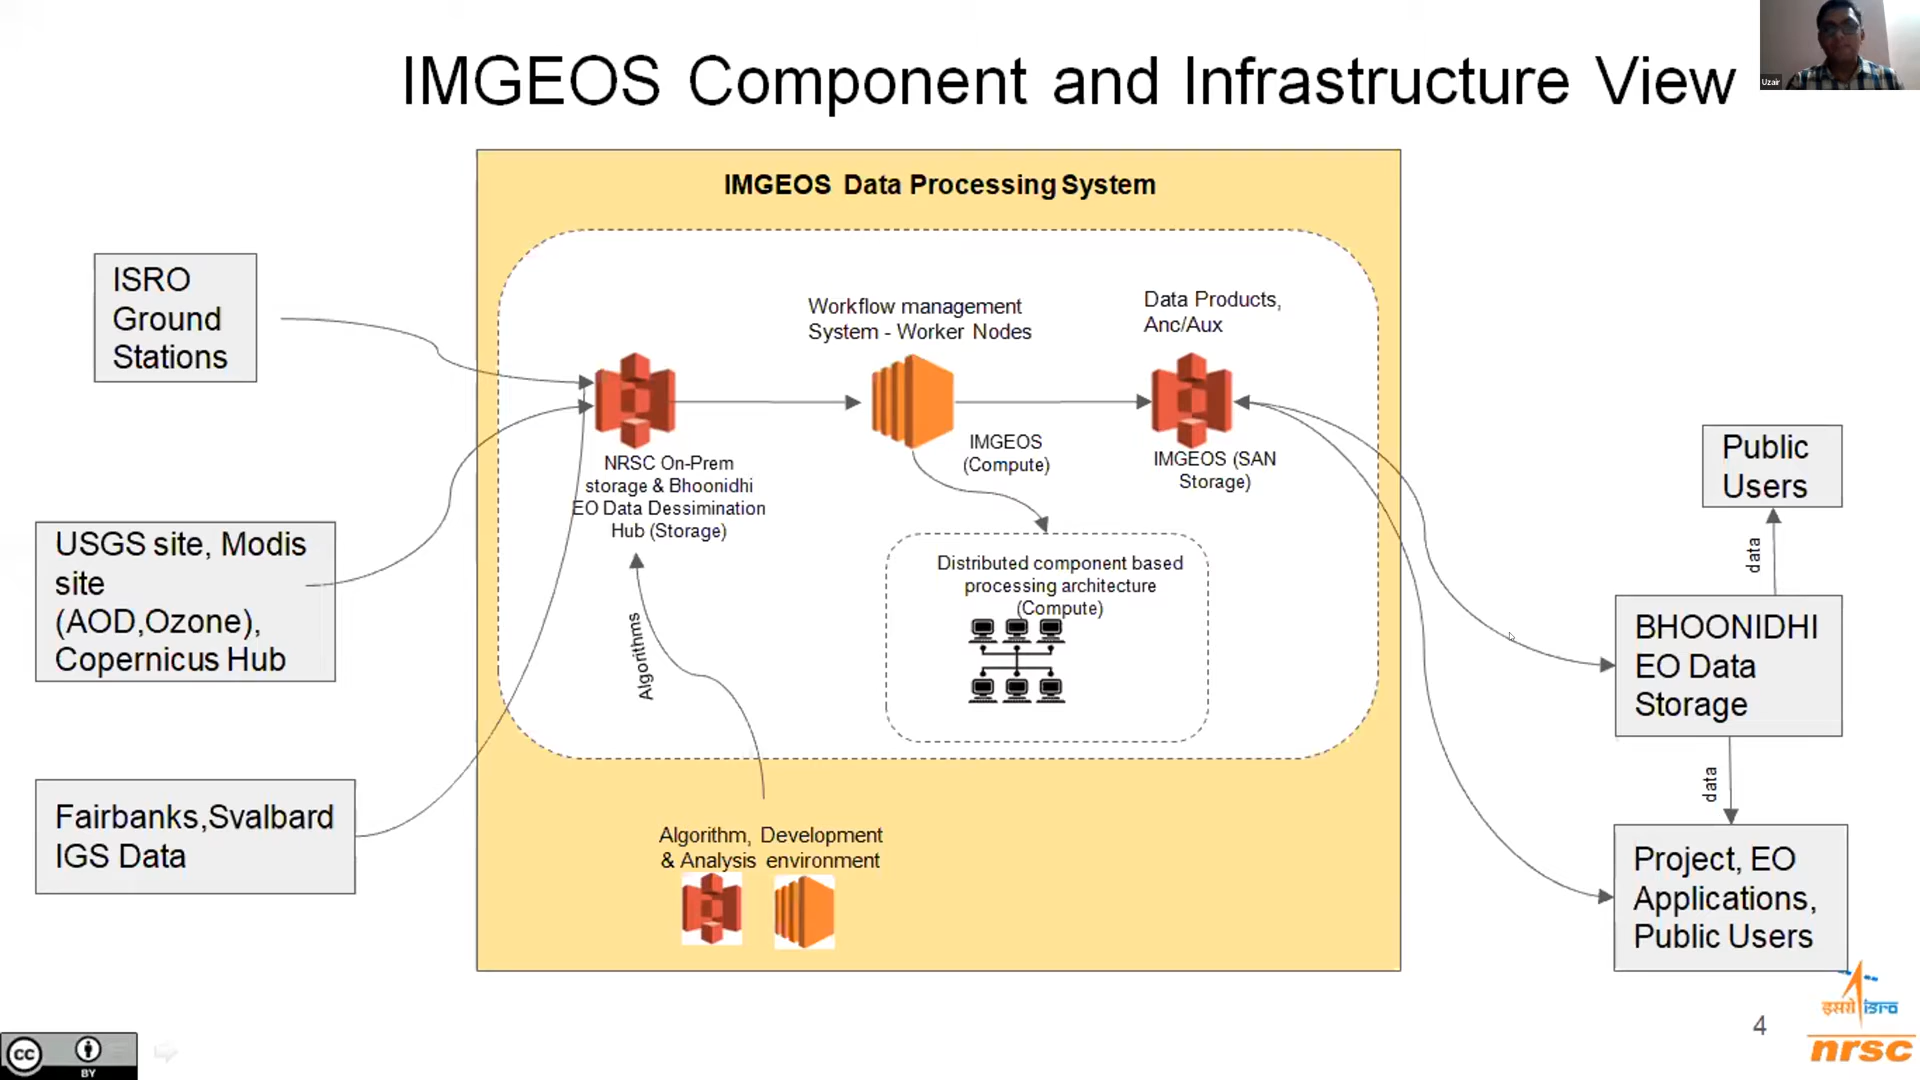 IMGEOS Component and Infrastructure View
Uzair
IMGEOS Data Processing System
ISRO
Ground
Stations
USGS site, Modis
site
(AOD,Ozone),
Copernicus Hub
Fairbanks,Svalbard
IGS Data
Workflow management
System - Worker Nodes
Data Products,
Anc/Aux
NRSC On-Prem
storage & Bhoonidhi
EO Data Dessimination
Hub (Storage)
IMGEOS
(Compute)
IMGEOS (SAN
Storage)
Distributed component based
processing architecture
(Compute)
Algorithms
Algorithm, Development
& Analysis environment
Public
Users
data
BHOONIDHI
EO Data
Storage
data
Project, EO
Applications,
Public Users
4
इसरो isro
nrsc
cc
BY